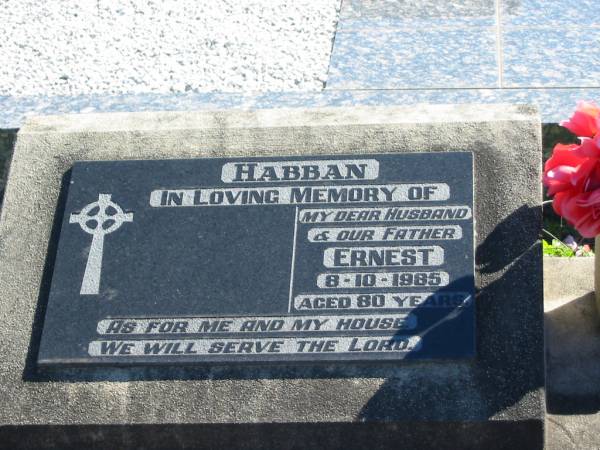 HABBAN
IN LOVING MEMORY OF
MY DEAR HUSBAND
& OUR FATHER
ERNEST
8-10-1985
AGED 80 YEARS
AS FOR ME AND MY HOUSE
WE WILL SERVE THE LORD.